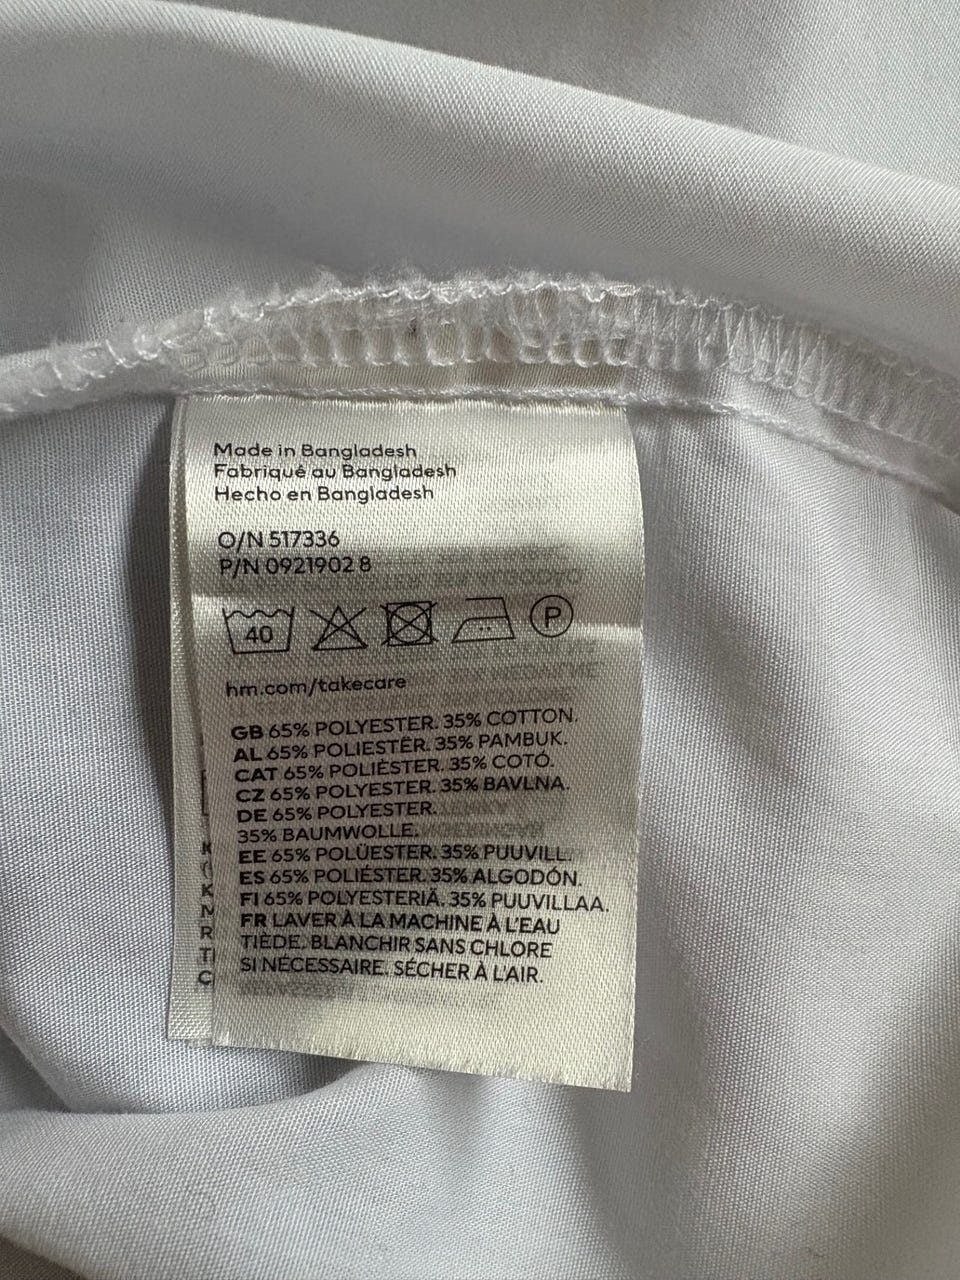 Made in Bangladesh
Fabriqué au Bangladesh
Hecho en Bangladesh
O/N 517336
P/N 0921902 8
40
P
hm.com/takecare
GB 65% POLYESTER. 35% COTTON.
AL 65% POLIESTËR. 35% PAMBUK.
CAT 65% POLIÈSTER. 35% COTÓ.
CZ 65% POLYESTER. 35% BAVLNA.
DE 65% POLYESTER.
35% BAUMWOLLE.
EE 65% POLÜESTER. 35% PUUVILL.
ES 65% POLIÉSTER. 35% ALGODÓN.
FI 65% POLYESTERIÄ. 35% PUUVILLAA.
FR LAVER À LA MACHINE À L'EAU
TIÈDE. BLANCHIR SANS CHLORE
SI NÉCESSAIRE. SÉCHER À L'AIR.